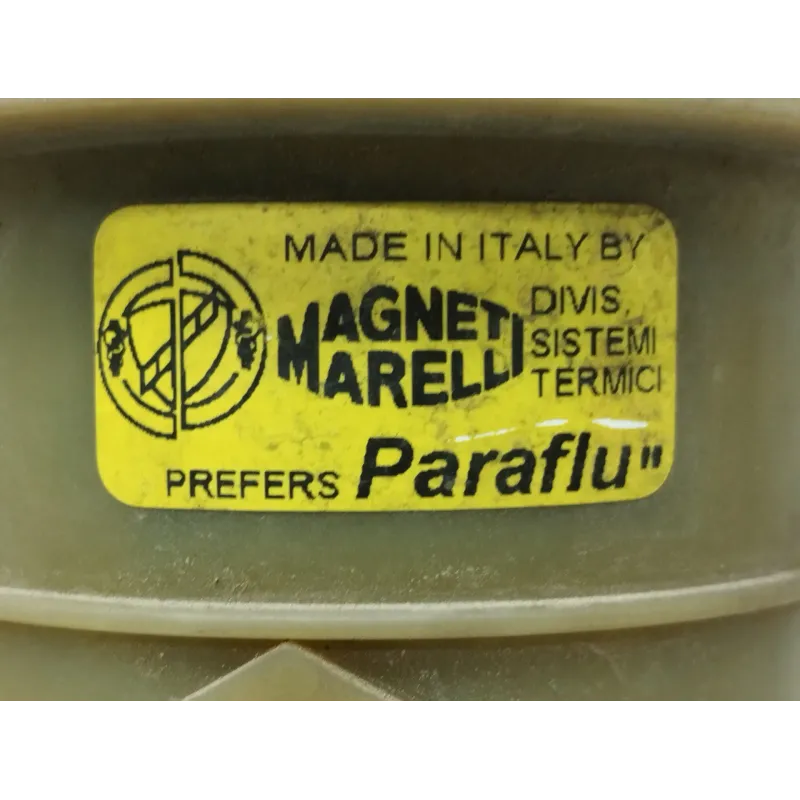 MADE IN ITALY BY
MAGNETI
MARELLI
DIVIS.
SISTEMI
TERMICI
PREFERS Paraflu"